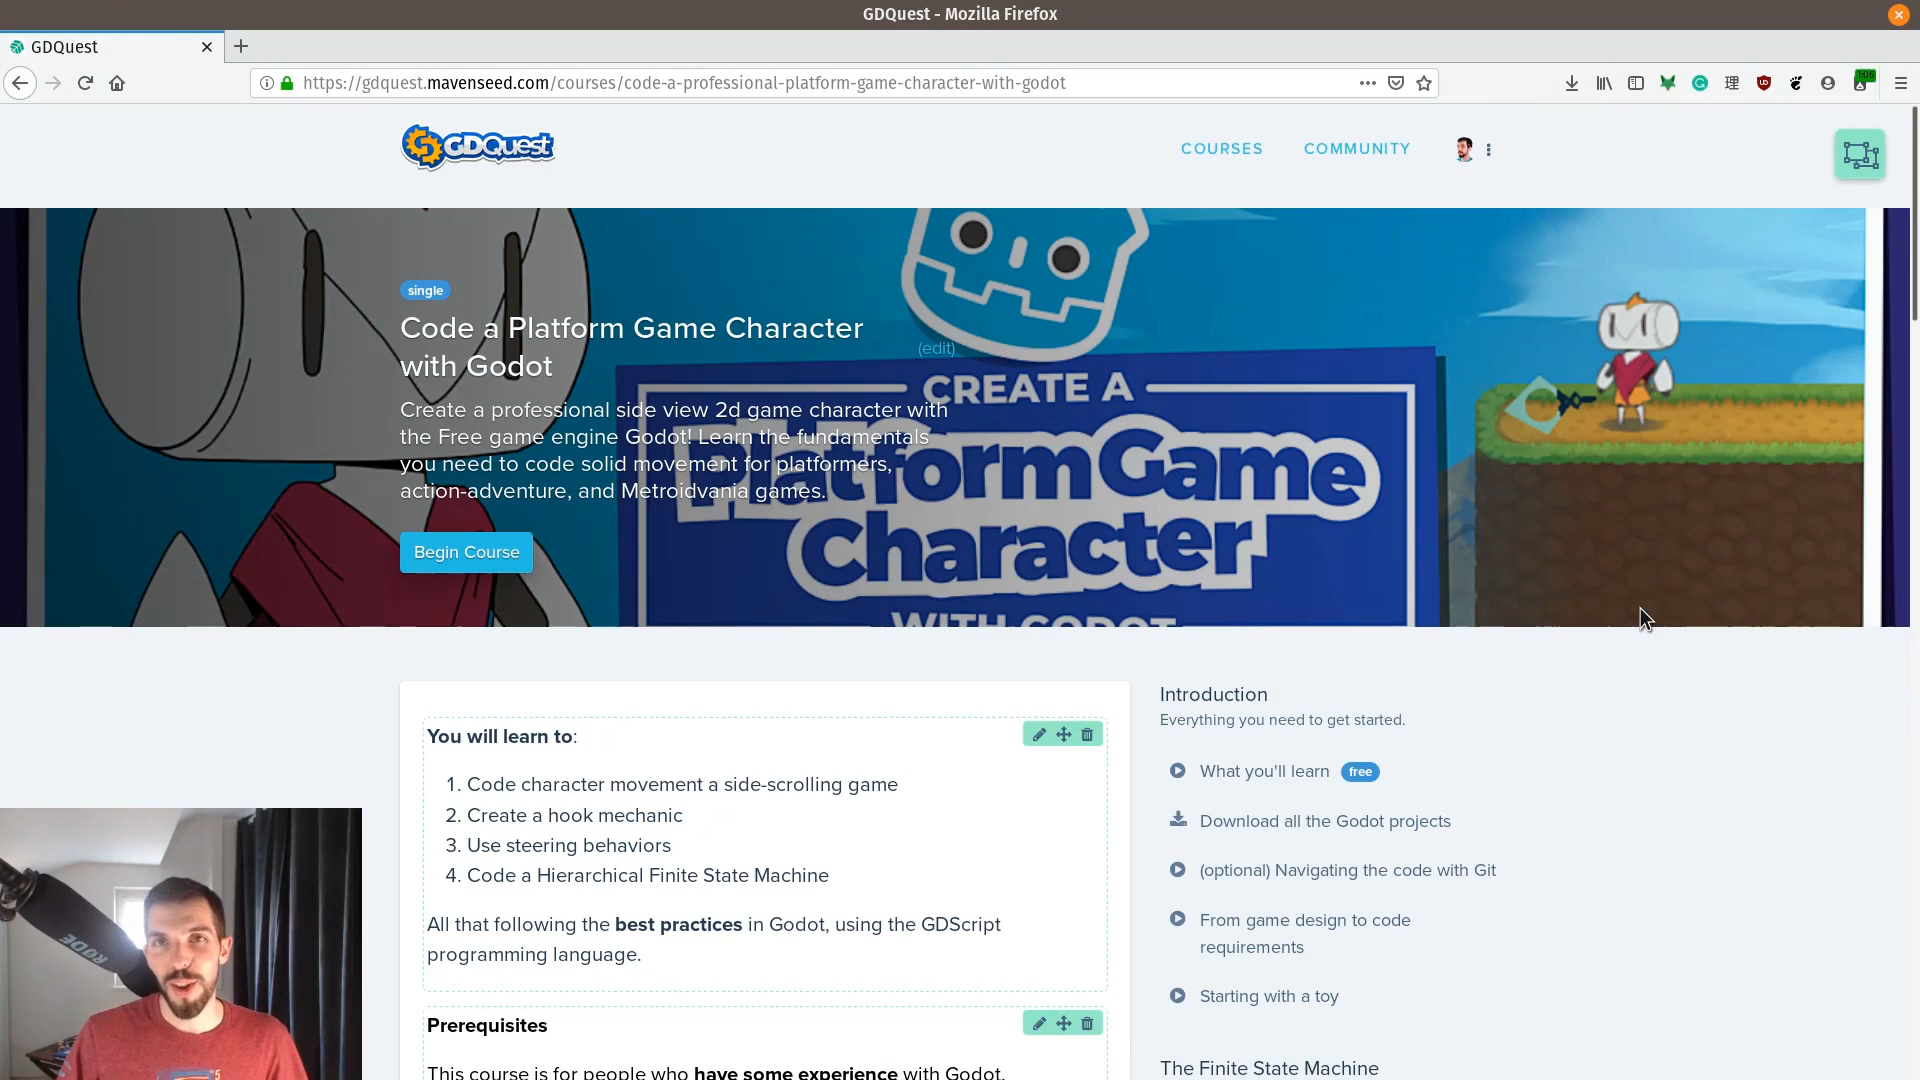 GDQuest - Mozilla Firefox
GDQuest
https://gdquest.mavenseed.com/courses/code-a-professional-platform-game-character-with-godot
106
GDQuest
COURSES
COMMUNITY
single
Code a Platform Game Character
with Godot
(edit)
Create a professional side view 2d game character with
the Free game engine Godot! Learn the fundamentals
you need to code solid movement for platformers,
action-adventure, and Metroidvania games.
Begin Course
CREATE A
Platform Game
Character
WITH GODOT
You will learn to:
1. Code character movement a side-scrolling game
2. Create a hook mechanic
3. Use steering behaviors
4. Code a Hierarchical Finite State Machine
All that following the best practices in Godot, using the GDScript
programming language.
Prerequisites
This course is for people who have some experience with Godot.
Introduction
Everything you need to get started.
What you'll learn free
Download all the Godot projects
(optional) Navigating the code with Git
From game design to code
requirements
Starting with a toy
The Finite State Machine
RØDE